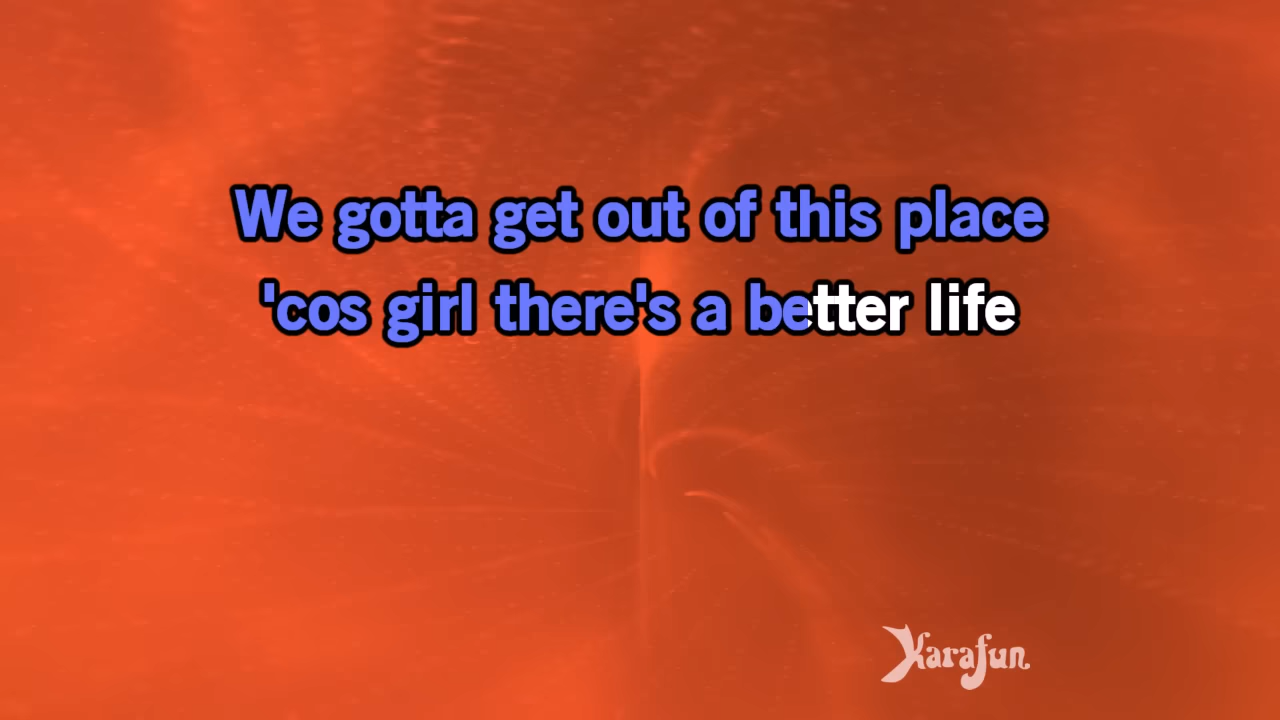 We gotta get out of this place
'cos girl there's a better life
Karafun